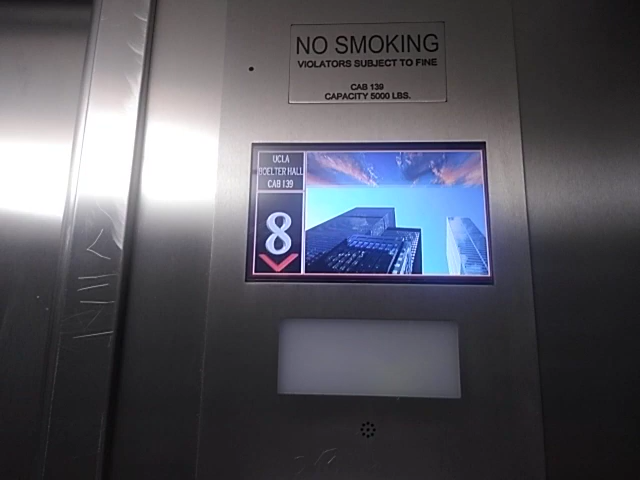 NO SMOKING
VIOLATORS SUBJECT TO FINE
CAB 139
CAPACITY 5000 LBS.
UCLA
BOELTER HALL
CAB 139
8